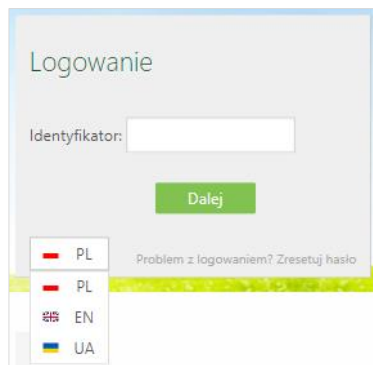 Logowanie
Identyfikator:
Dalej
PL
Problem z logowaniem? Zresetuj hasło
PL
EN
UA